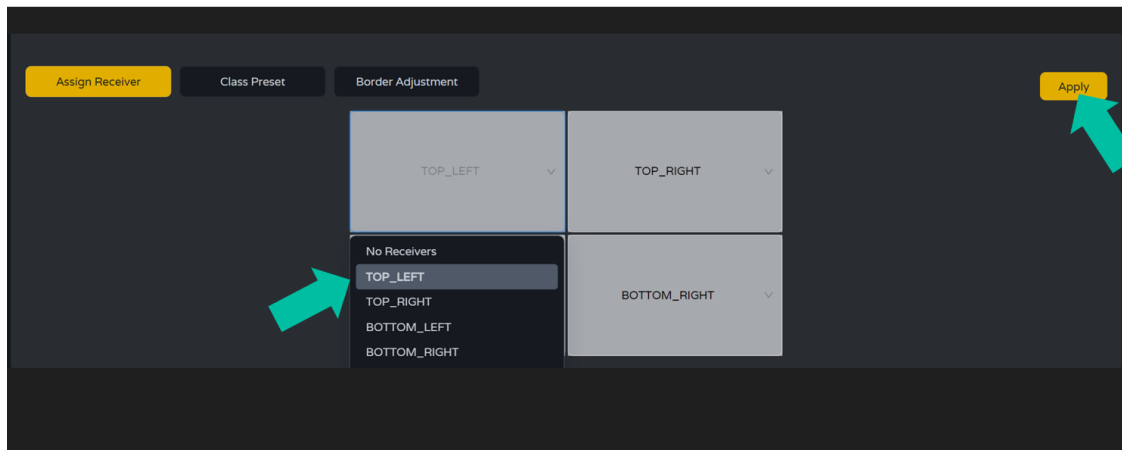 Assign Receiver
Class Preset
Border Adjustment
Apply
TOP_LEFT
TOP_RIGHT
No Receivers
TOP_LEFT
TOP_RIGHT
BOTTOM_LEFT
BOTTOM_RIGHT
BOTTOM_RIGHT